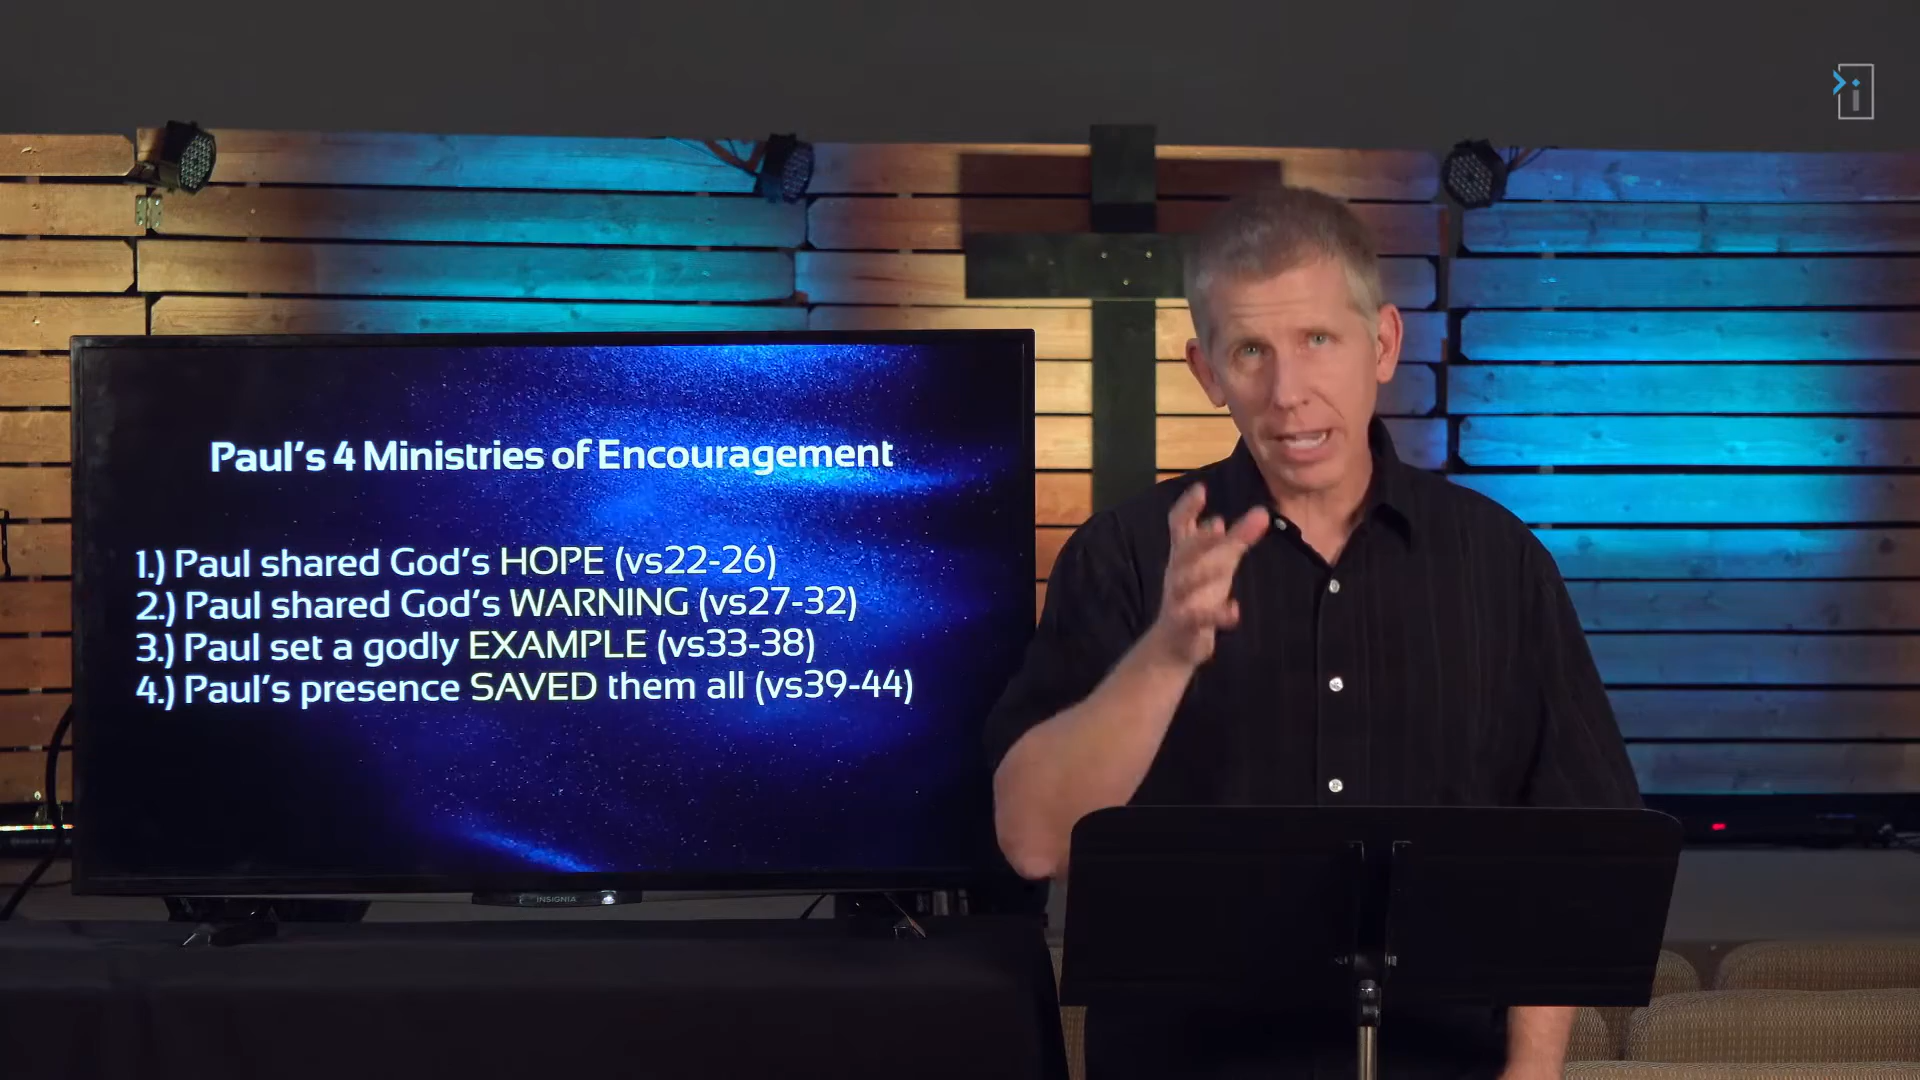 Paul's 4 Ministries of Encouragement
1.) Paul shared God's HOPE (vs22-26)
2.) Paul shared God's WARNING (vs27-32)
3.) Paul set a godly EXAMPLE (vs33-38)
4.) Paul's presence SAVED them all (vs39-44)
INSIGNIA